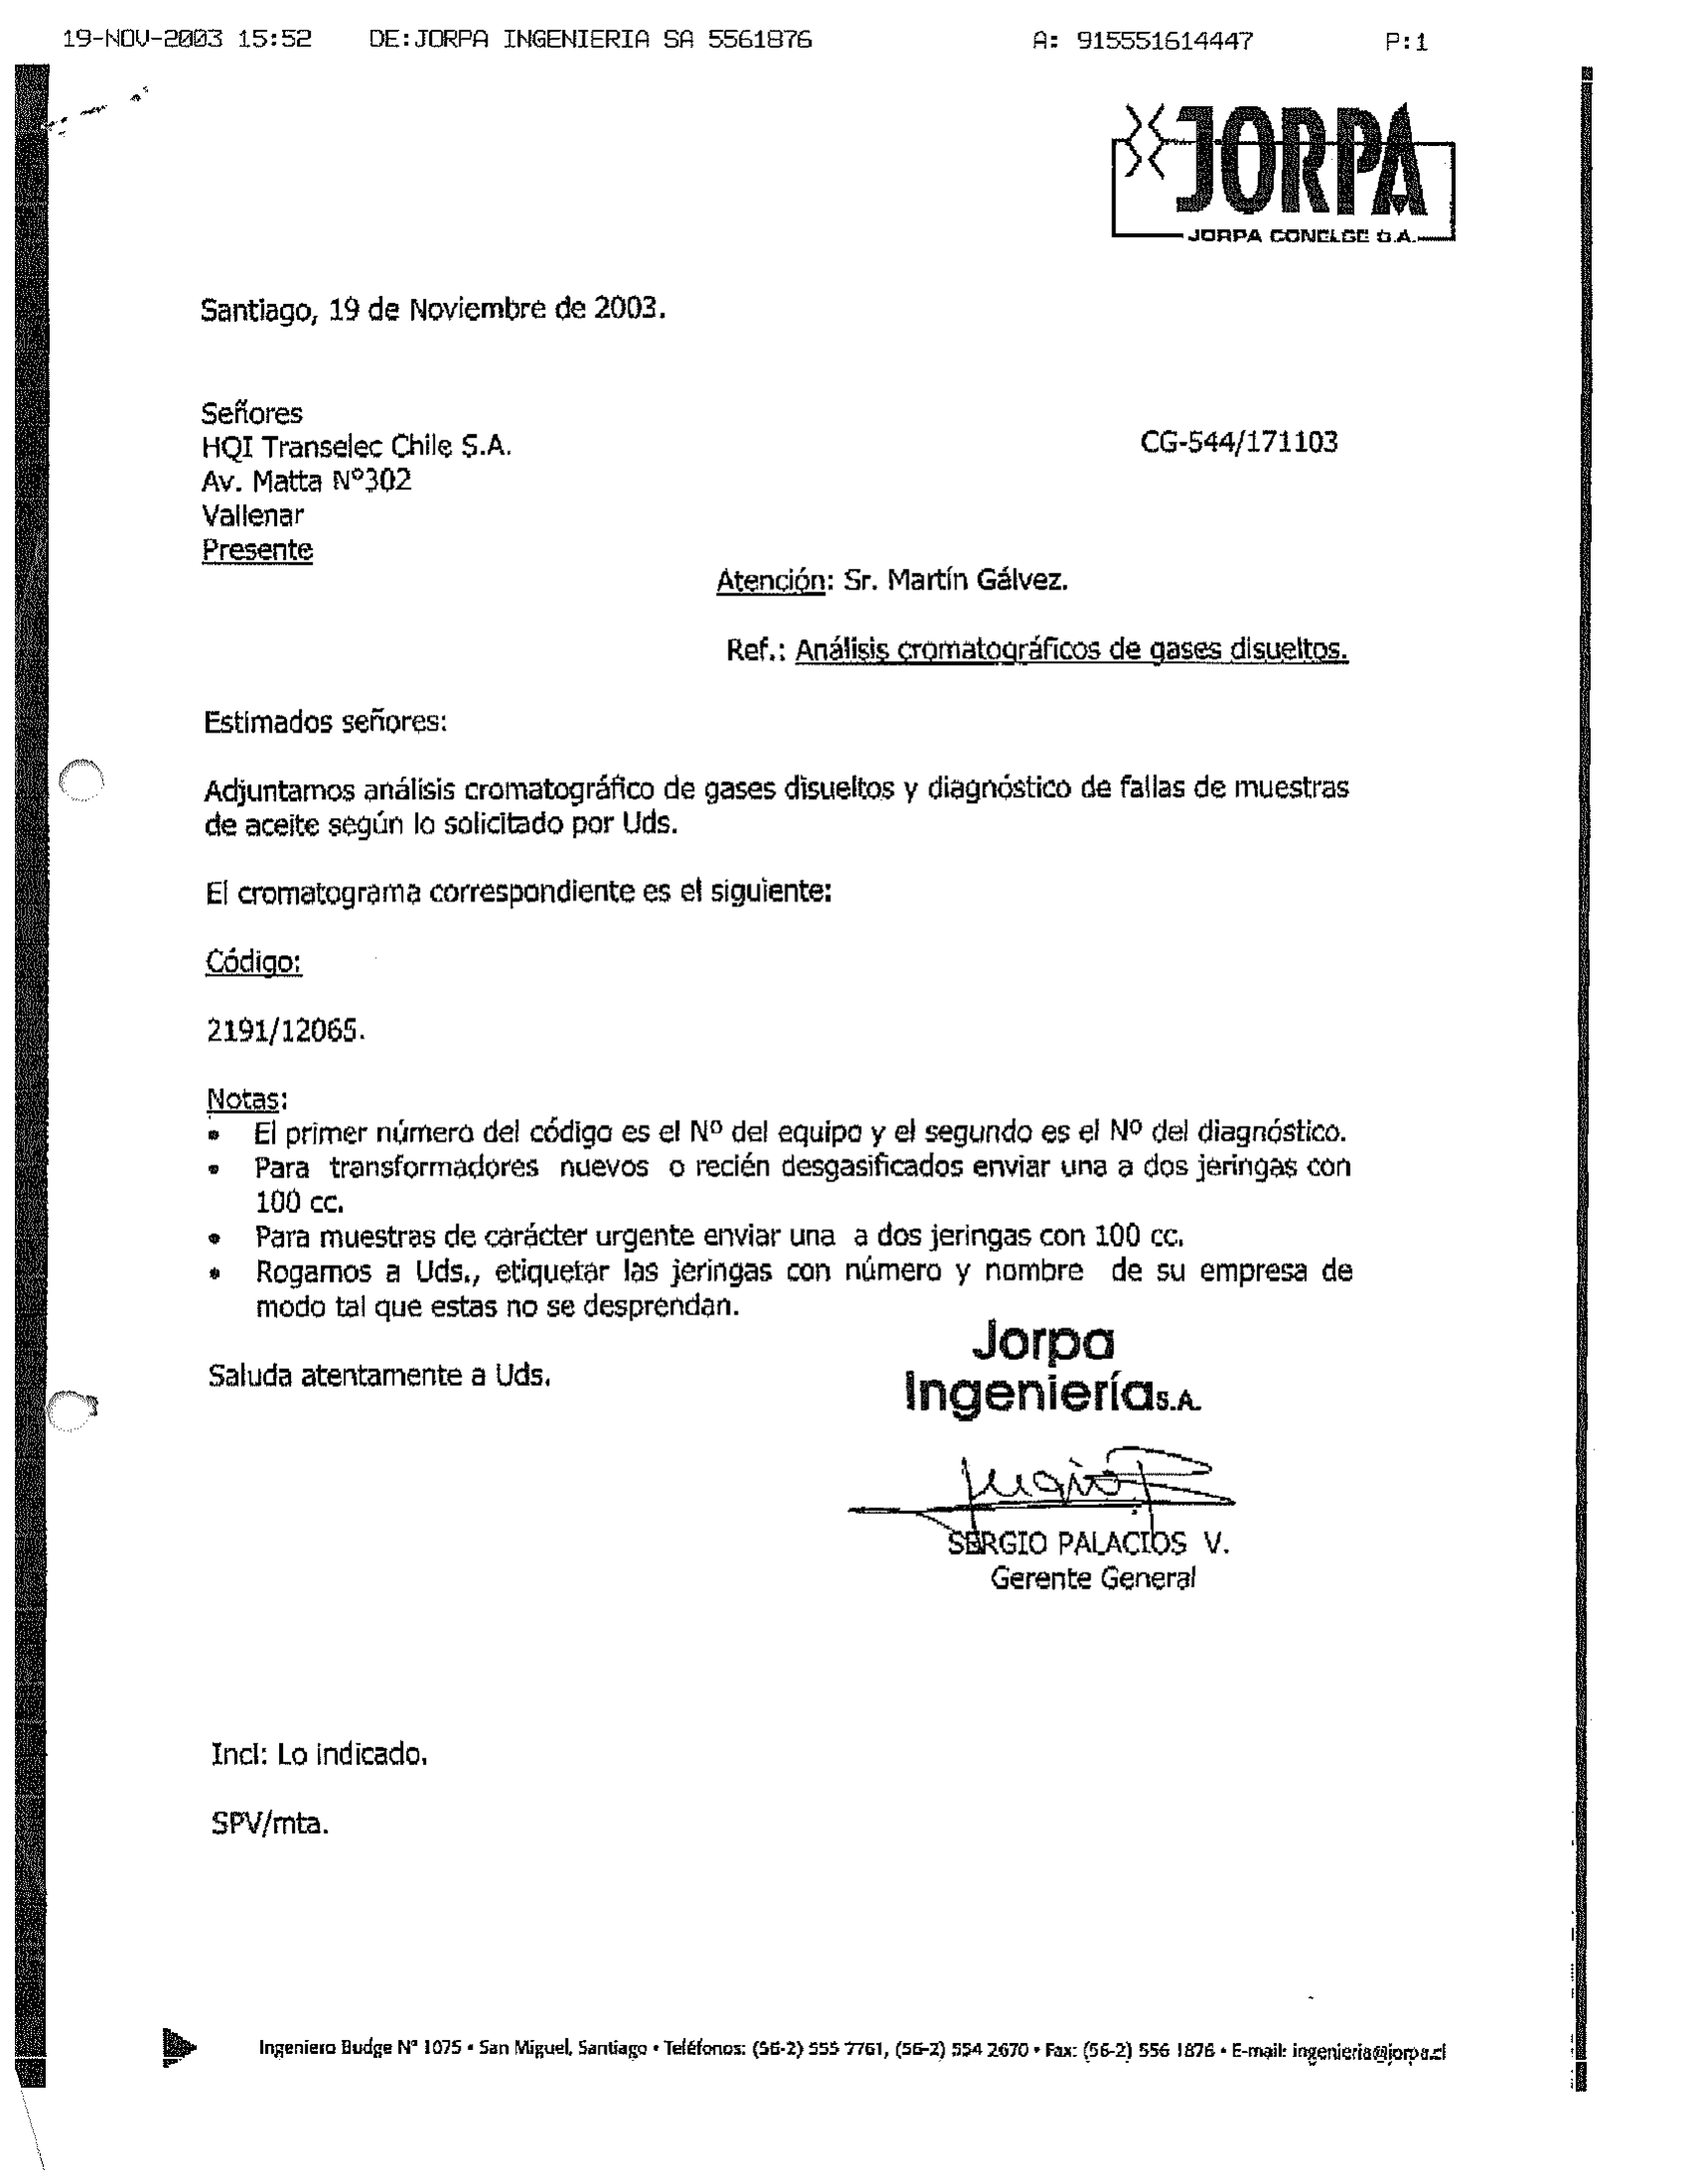 19-NOV-2003 15:52 DE:JORPA INGENIERIA SA 5561876 A: 915551614447 P:1
JORPA
JORPA CONELGE S.A.
Santiago, 19 de Noviembre de 2003.
Señores
HQI Transelec Chile S.A.
CG-544/171103
Av. Matta Nº302
Vallenar
Presente
Atención: Sr. Martín Gálvez.
Ref.: Análisis cromatográficos de gases disueltos.
Estimados señores:
Adjuntamos análisis cromatográfico de gases disueltos y diagnóstico de fallas de muestras
de aceite según lo solicitado por Uds.
El cromatograma correspondiente es el siguiente:
Código:
2191/12065.
Notas:
• El primer número del código es el Nº del equipo y el segundo es el Nº del diagnóstico.
• Para transformadores nuevos o recién desgasificados enviar una a dos jeringas con
100 cc.
• Para muestras de carácter urgente enviar una a dos jeringas con 100 cc.
• Rogamos a Uds., etiquetar las jeringas con número y nombre de su empresa de
modo tal que estas no se desprendan.
Jorpa
Saluda atentamente a Uds.
Ingeniería S.A.
SERGIO PALACIOS V.
Gerente General
Incl: Lo indicado.
SPV/mta.
Ingeniero Budge Nº 1075 • San Miguel, Santiago • Teléfonos: (56-2) 555 7761, (56-2) 554 2670 • Fax: (56-2) 556 1876 • E-mail: ingenieria@jorpa.cl